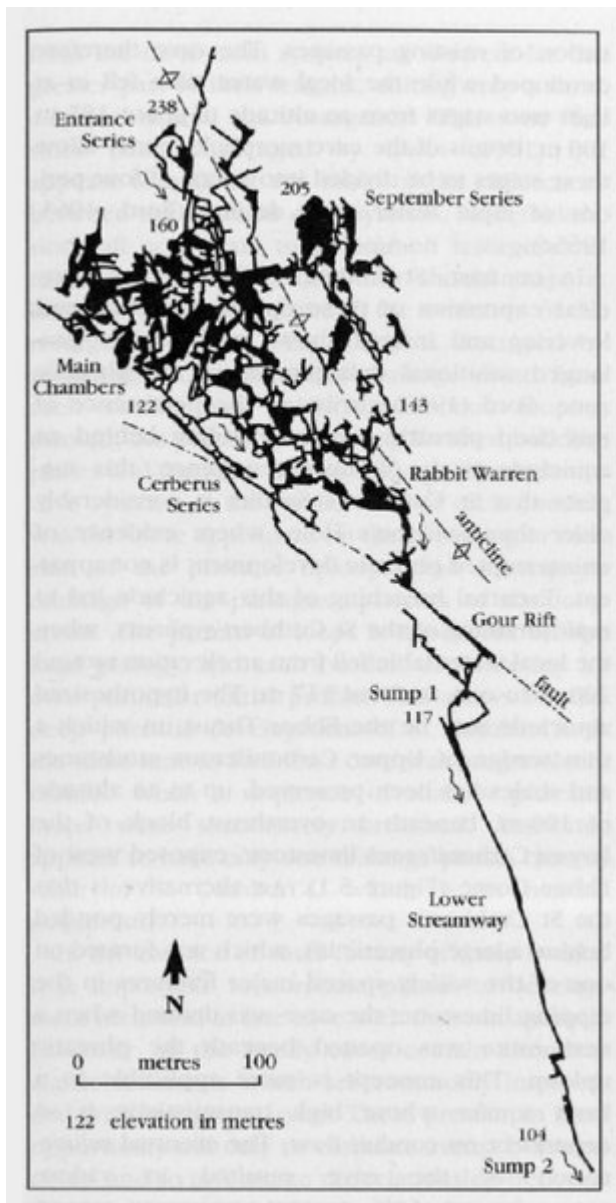 238
Entrance
Series
205
September Series
160
Main
Chambers
122
143
Cerberus
Series
Rabbit Warren
anticline
Gour Rift
fault
Sump 1
117
Lower
Streamway
N
0 metres 100
122 elevation in metres
104
Sump 2